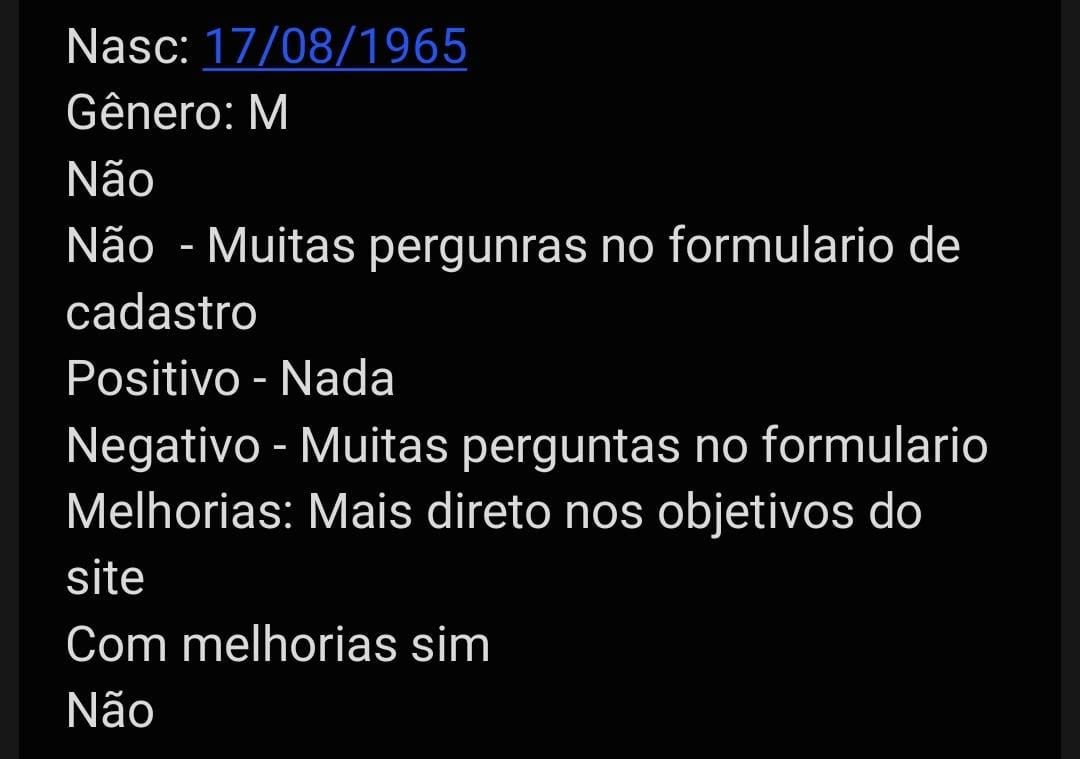 Nasc: 17/08/1965
Gênero: M
Não
Não  - Muitas pergunras no formulario de
cadastro
Positivo - Nada
Negativo - Muitas perguntas no formulario
Melhorias: Mais direto nos objetivos do
site
Com melhorias sim
Não